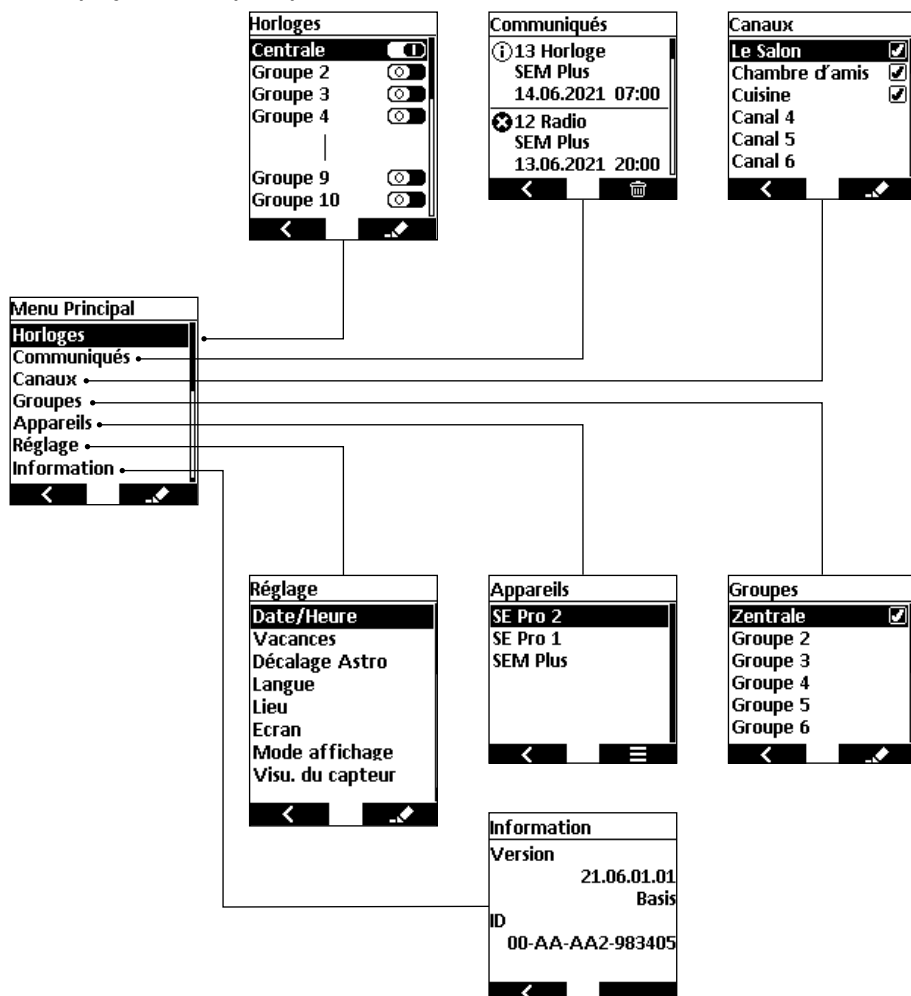 Horloges
Centrale
Groupe 2
Groupe 3
Groupe 4
Groupe 9
Groupe 10
Communiqués
13 Horloge
SEM Plus
14.06.2021 07:00
12 Radio
SEM Plus
13.06.2021 20:00
Canaux
Le Salon
Chambre d´amis
Cuisine
Canal 4
Canal 5
Canal 6
Menu Principal
Horloges
Communiqués
Canaux
Groupes
Appareils
Réglage
Information
Réglage
Date/Heure
Vacances
Décalage Astro
Langue
Lieu
Ecran
Mode affichage
Visu. du capteur
Appareils
SE Pro 2
SE Pro 1
SEM Plus
Groupes
Zentrale
Groupe 2
Groupe 3
Groupe 4
Groupe 5
Groupe 6
Information
Version
21.06.01.01
Basis
ID
00-AA-AA2-983405